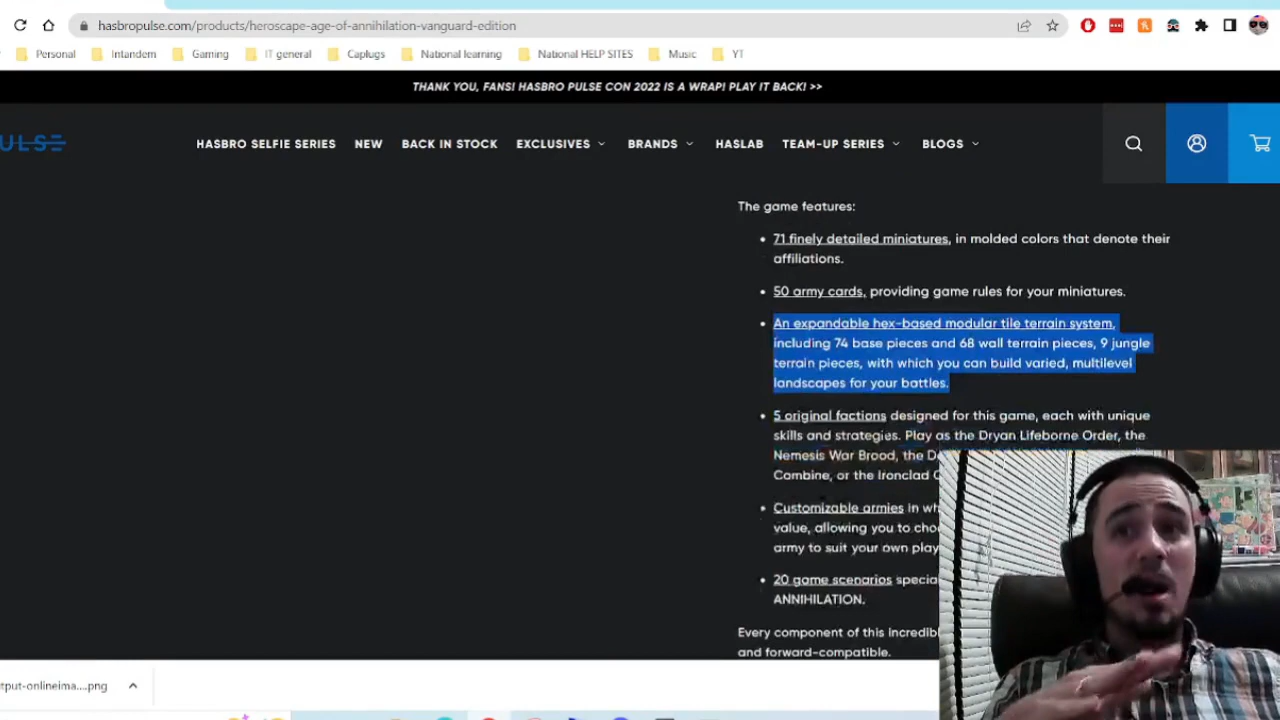 hasbropulse.com/products/heroscape-age-of-annihilation-vanguard-edition
Personal Intandem Gaming IT general Caplugs National learning National HELP SITES Music YT
THANK YOU, FANS! HASBRO PULSE CON 2022 IS A WRAP! PLAY IT BACK! >>
ULSE HASBRO SELFIE SERIES NEW BACK IN STOCK EXCLUSIVES BRANDS HASLAB TEAM-UP SERIES BLOGS
The game features:
• 71 finely detailed miniatures, in molded colors that denote their
affiliations.
• 50 army cards, providing game rules for your miniatures.
• An expandable hex-based modular tile terrain system,
including 74 base pieces and 68 wall terrain pieces, 9 jungle
terrain pieces, with which you can build varied, multilevel
landscapes for your battles.
• 5 original factions designed for this game, each with unique
skills and strategies. Play as the Dryan Lifeborne Order, the
Nemesis War Brood, the
Combine, or the Ironclad
• Customizable armies in
value, allowing you to
army to suit your own play
• 20 game scenarios
ANNIHILATION.
Every component of this
and forward-compatible.
tput-onlineima....png